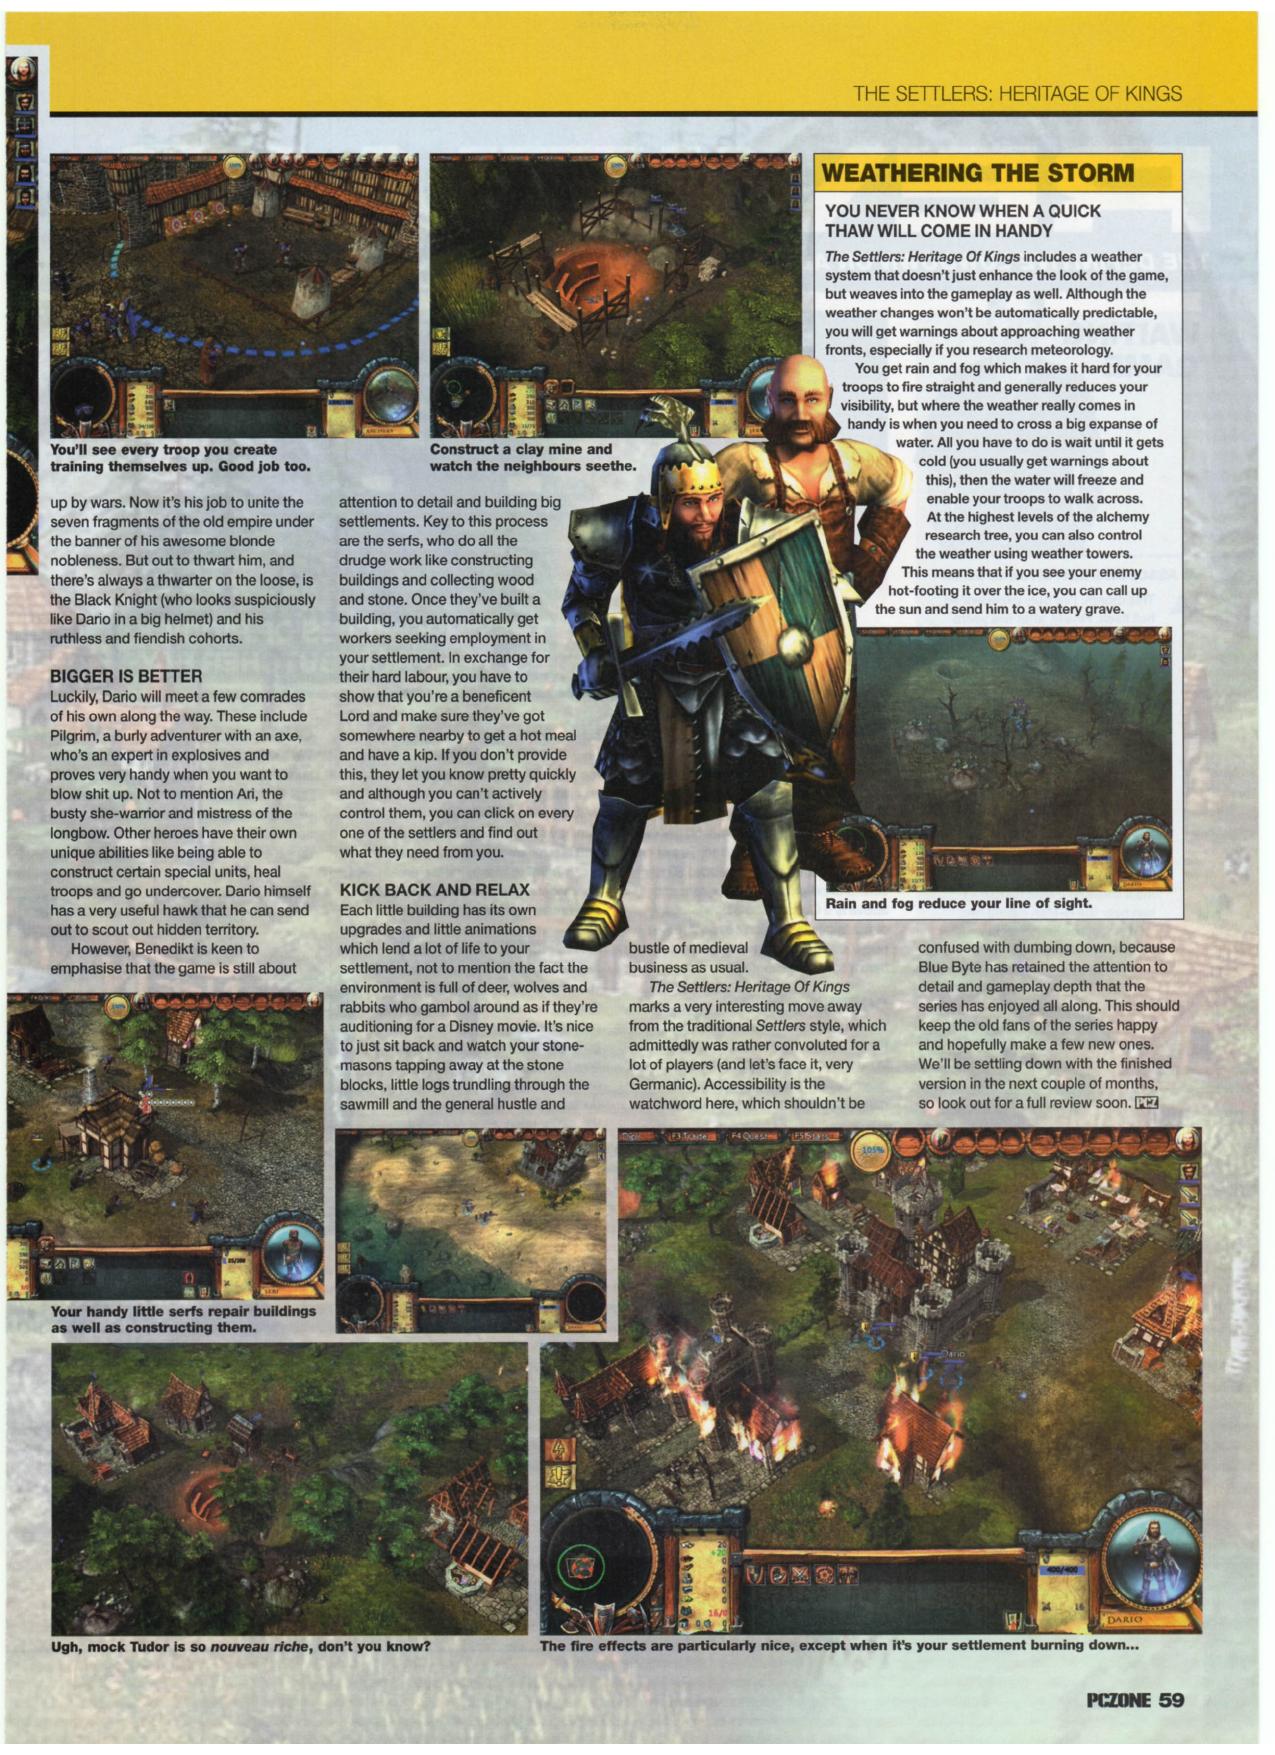 THE SETTLERS: HERITAGE OF KINGS
You'll see every troop you create
training themselves up. Good job too.
Construct a clay mine and
watch the neighbours seethe.
up by wars. Now it's his job to unite the
seven fragments of the old empire under
the banner of his awesome blonde
nobleness. But out to thwart him, and
there's always a thwarter on the loose, is
the Black Knight (who looks suspiciously
like Dario in a big helmet) and his
ruthless and fiendish cohorts.
BIGGER IS BETTER
Luckily, Dario will meet a few comrades
of his own along the way. These include
Pilgrim, a burly adventurer with an axe,
who's an expert in explosives and
proves very handy when you want to
blow shit up. Not to mention Ari, the
busty she-warrior and mistress of the
longbow. Other heroes have their own
unique abilities like being able to
construct certain special units, heal
troops and go undercover. Dario himself
has a very useful hawk that he can send
out to scout out hidden territory.
However, Benedikt is keen to
emphasise that the game is still about
attention to detail and building big
settlements. Key to this process
are the serfs, who do all the
drudge work like constructing
buildings and collecting wood
and stone. Once they've built a
building, you automatically get
workers seeking employment in
your settlement. In exchange for
their hard labour, you have to
show that you're a beneficent
Lord and make sure they've got
somewhere nearby to get a hot meal
and have a kip. If you don't provide
this, they let you know pretty quickly
and although you can't actively
control them, you can click on every
one of the settlers and find out
what they need from you.
KICK BACK AND RELAX
Each little building has its own
upgrades and little animations
which lend a lot of life to your
settlement, not to mention the fact the
environment is full of deer, wolves and
rabbits who gambol around as if they're
auditioning for a Disney movie. It's nice
to just sit back and watch your stone-
masons tapping away at the stone
blocks, little logs trundling through the
sawmill and the general hustle and
bustle of medieval
business as usual.
The Settlers: Heritage Of Kings
marks a very interesting move away
from the traditional Settlers style, which
admittedly was rather convoluted for a
lot of players (and let's face it, very
Germanic). Accessibility is the
watchword here, which shouldn't be
confused with dumbing down, because
Blue Byte has retained the attention to
detail and gameplay depth that the
series has enjoyed all along. This should
keep the old fans of the series happy
and hopefully make a few new ones.
We'll be settling down with the finished
version in the next couple of months,
so look out for a full review soon. PCZ
WEATHERING THE STORM
YOU NEVER KNOW WHEN A QUICK
THAW WILL COME IN HANDY
The Settlers: Heritage Of Kings includes a weather
system that doesn't just enhance the look of the game,
but weaves into the gameplay as well. Although the
weather changes won't be automatically predictable,
you will get warnings about approaching weather
fronts, especially if you research meteorology.
You get rain and fog which makes it hard for your
troops to fire straight and generally reduces your
visibility, but where the weather really comes in
handy is when you need to cross a big expanse of
water. All you have to do is wait until it gets
cold (you usually get warnings about
this), then the water will freeze and
enable your troops to walk across.
At the highest levels of the alchemy
research tree, you can also control
the weather using weather towers.
This means that if you see your enemy
hot-footing it over the ice, you can call up
the sun and send him to a watery grave.
DARIO
Rain and fog reduce your line of sight.
Your handy little serfs repair buildings
as well as constructing them.
F3 Trade
F4 Quest
F5 Stats
105%
Dario
400/400
16
DARIO
Ugh, mock Tudor is so nouveau riche, don't you know?
The fire effects are particularly nice, except when it's your settlement burning down...
PCZONE 59